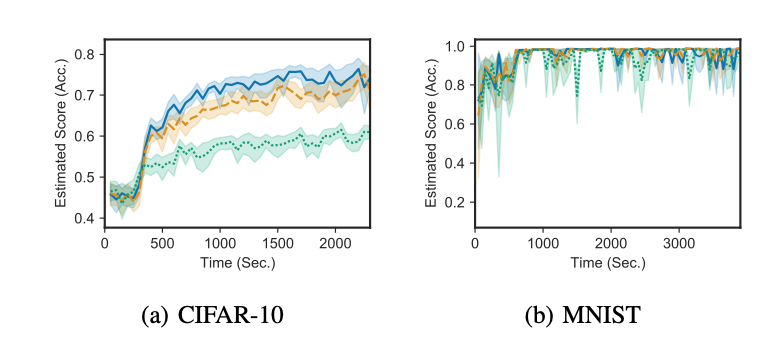 0.8
0.7
0.6
0.5
0.4
Estimated Score (Acc.)
0 500 1000 1500 2000
Time (Sec.)
(a) CIFAR-10
1.0
0.8
0.6
0.4
0.2
Estimated Score (Acc.)
0 1000 2000 3000
Time (Sec.)
(b) MNIST